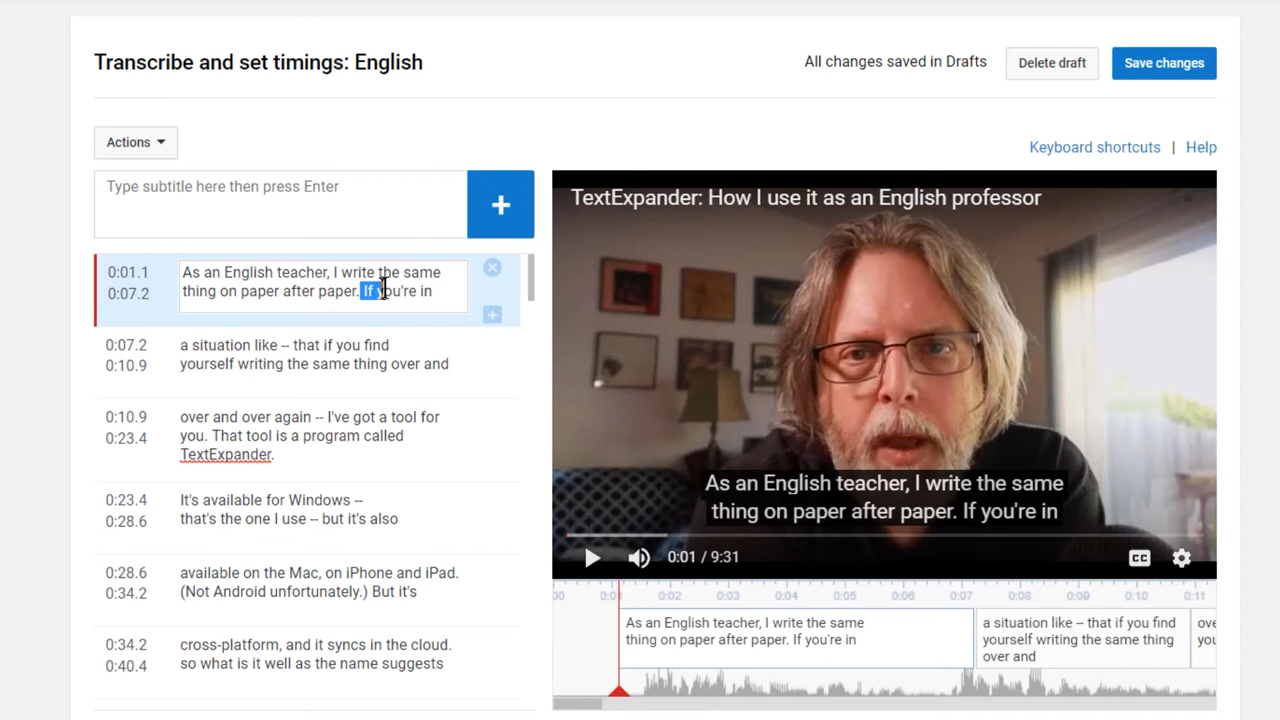 Transcribe and set timings: English
All changes saved in Drafts
Delete draft
Save changes
Actions
Keyboard shortcuts | Help
Type subtitle here then press Enter
+
0:01.1
0:07.2
As an English teacher, I write the same
thing on paper after paper. If you're in
0:07.2
0:10.9
a situation like -- that if you find
yourself writing the same thing over and
0:10.9
0:23.4
over and over again -- I've got a tool for
you. That tool is a program called
TextExpander.
0:23.4
0:28.6
It's available for Windows --
that's the one I use -- but it's also
0:28.6
0:34.2
available on the Mac, on iPhone and iPad.
(Not Android unfortunately.) But it's
0:34.2
0:40.4
cross-platform, and it syncs in the cloud.
so what is it well as the name suggests
TextExpander: How I use it as an English professor
As an English teacher, I write the same
thing on paper after paper. If you're in
0:01 / 9:31
CC
00 0:01 0:02 0:03 0:04 0:05 0:06 0:07 0:08 0:09 0:10 0:11
As an English teacher, I write the same
thing on paper after paper. If you're in
a situation like -- that if you find
yourself writing the same thing
over and
ove
you